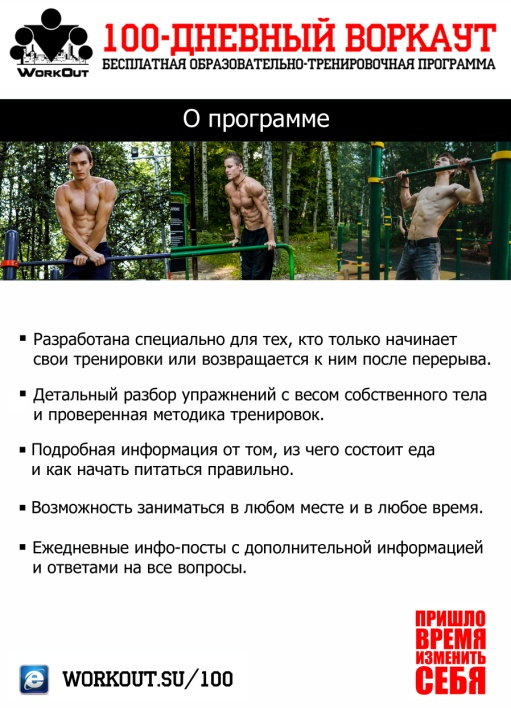 100-ДНЕВНЫЙ ВОРКАУТ
БЕСПЛАТНАЯ ОБРАЗОВАТЕЛЬНО-ТРЕНИРОВОЧНАЯ ПРОГРАММА
WorkOut
О программе
▪ Разработана специально для тех, кто только начинает
свои тренировки или возвращается к ним после перерыва.
▪ Детальный разбор упражнений с весом собственного тела
и проверенная методика тренировок.
▪ Подробная информация от том, из чего состоит еда
и как начать питаться правильно.
▪ Возможность заниматься в любом месте и в любое время.
▪ Ежедневные инфо-посты с дополнительной информацией
и ответами на все вопросы.
ПРИШЛО
ВРЕМЯ
ИЗМЕНИТЬ
СЕБЯ
WORKOUT.SU/100